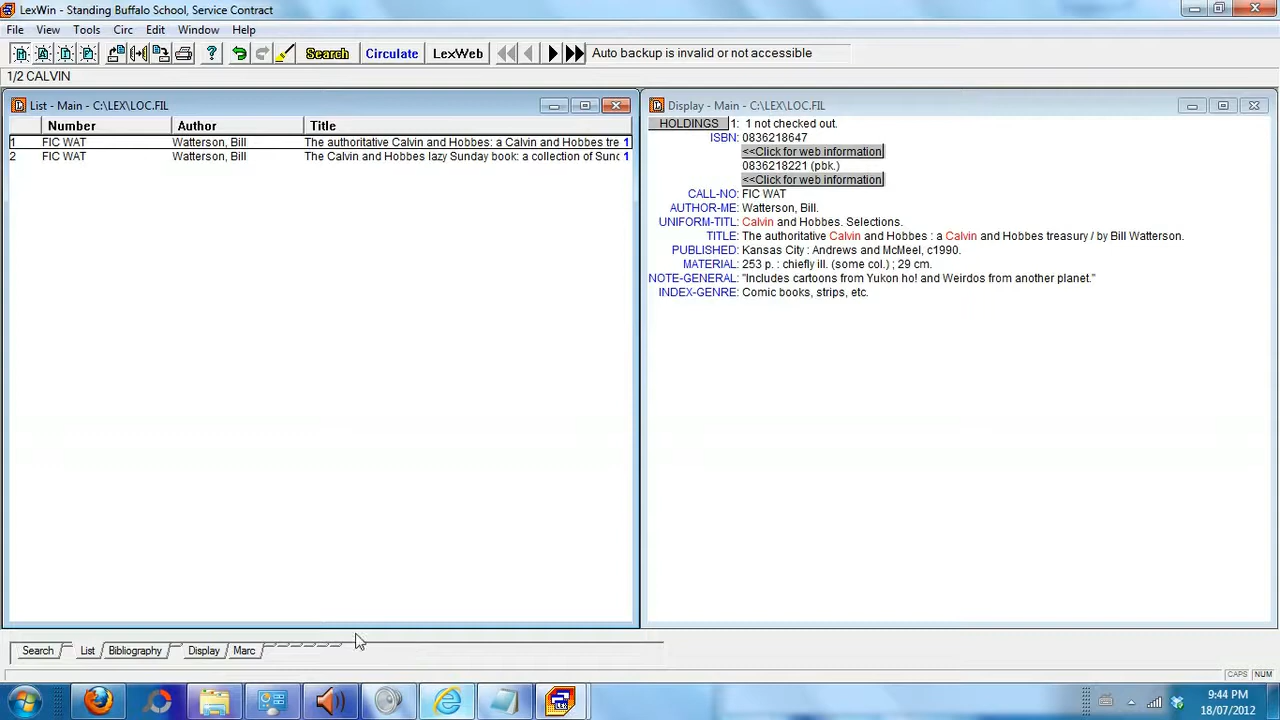 LexWin - Standing Buffalo School, Service Contract
File View Tools Circ Edit Window Help
Search Circulate LexWeb Auto backup is invalid or not accessible
1/2 CALVIN
List - Main - C:\LEX\LOC.FIL
Number Author Title
1 FIC WAT Watterson, Bill The authoritative Calvin and Hobbes: a Calvin and Hobbes tre 1
2 FIC WAT Watterson, Bill The Calvin and Hobbes lazy Sunday book: a collection of Sunc 1
Display - Main - C:\LEX\LOC.FIL
HOLDINGS 1: 1 not checked out.
ISBN: 0836218647
<<Click for web information
0836218221 (pbk.)
<<Click for web information
CALL-NO: FIC WAT
AUTHOR-ME: Watterson, Bill.
UNIFORM-TITL: Calvin and Hobbes. Selections.
TITLE: The authoritative Calvin and Hobbes : a Calvin and Hobbes treasury / by Bill Watterson.
PUBLISHED: Kansas City : Andrews and McMeel, c1990.
MATERIAL: 253 p. : chiefly ill. (some col.) ; 29 cm.
NOTE-GENERAL: "Includes cartoons from Yukon ho! and Weirdos from another planet."
INDEX-GENRE: Comic books, strips, etc.
Search List Bibliography Display Marc
CAPS NUM
9:44 PM
18/07/2012